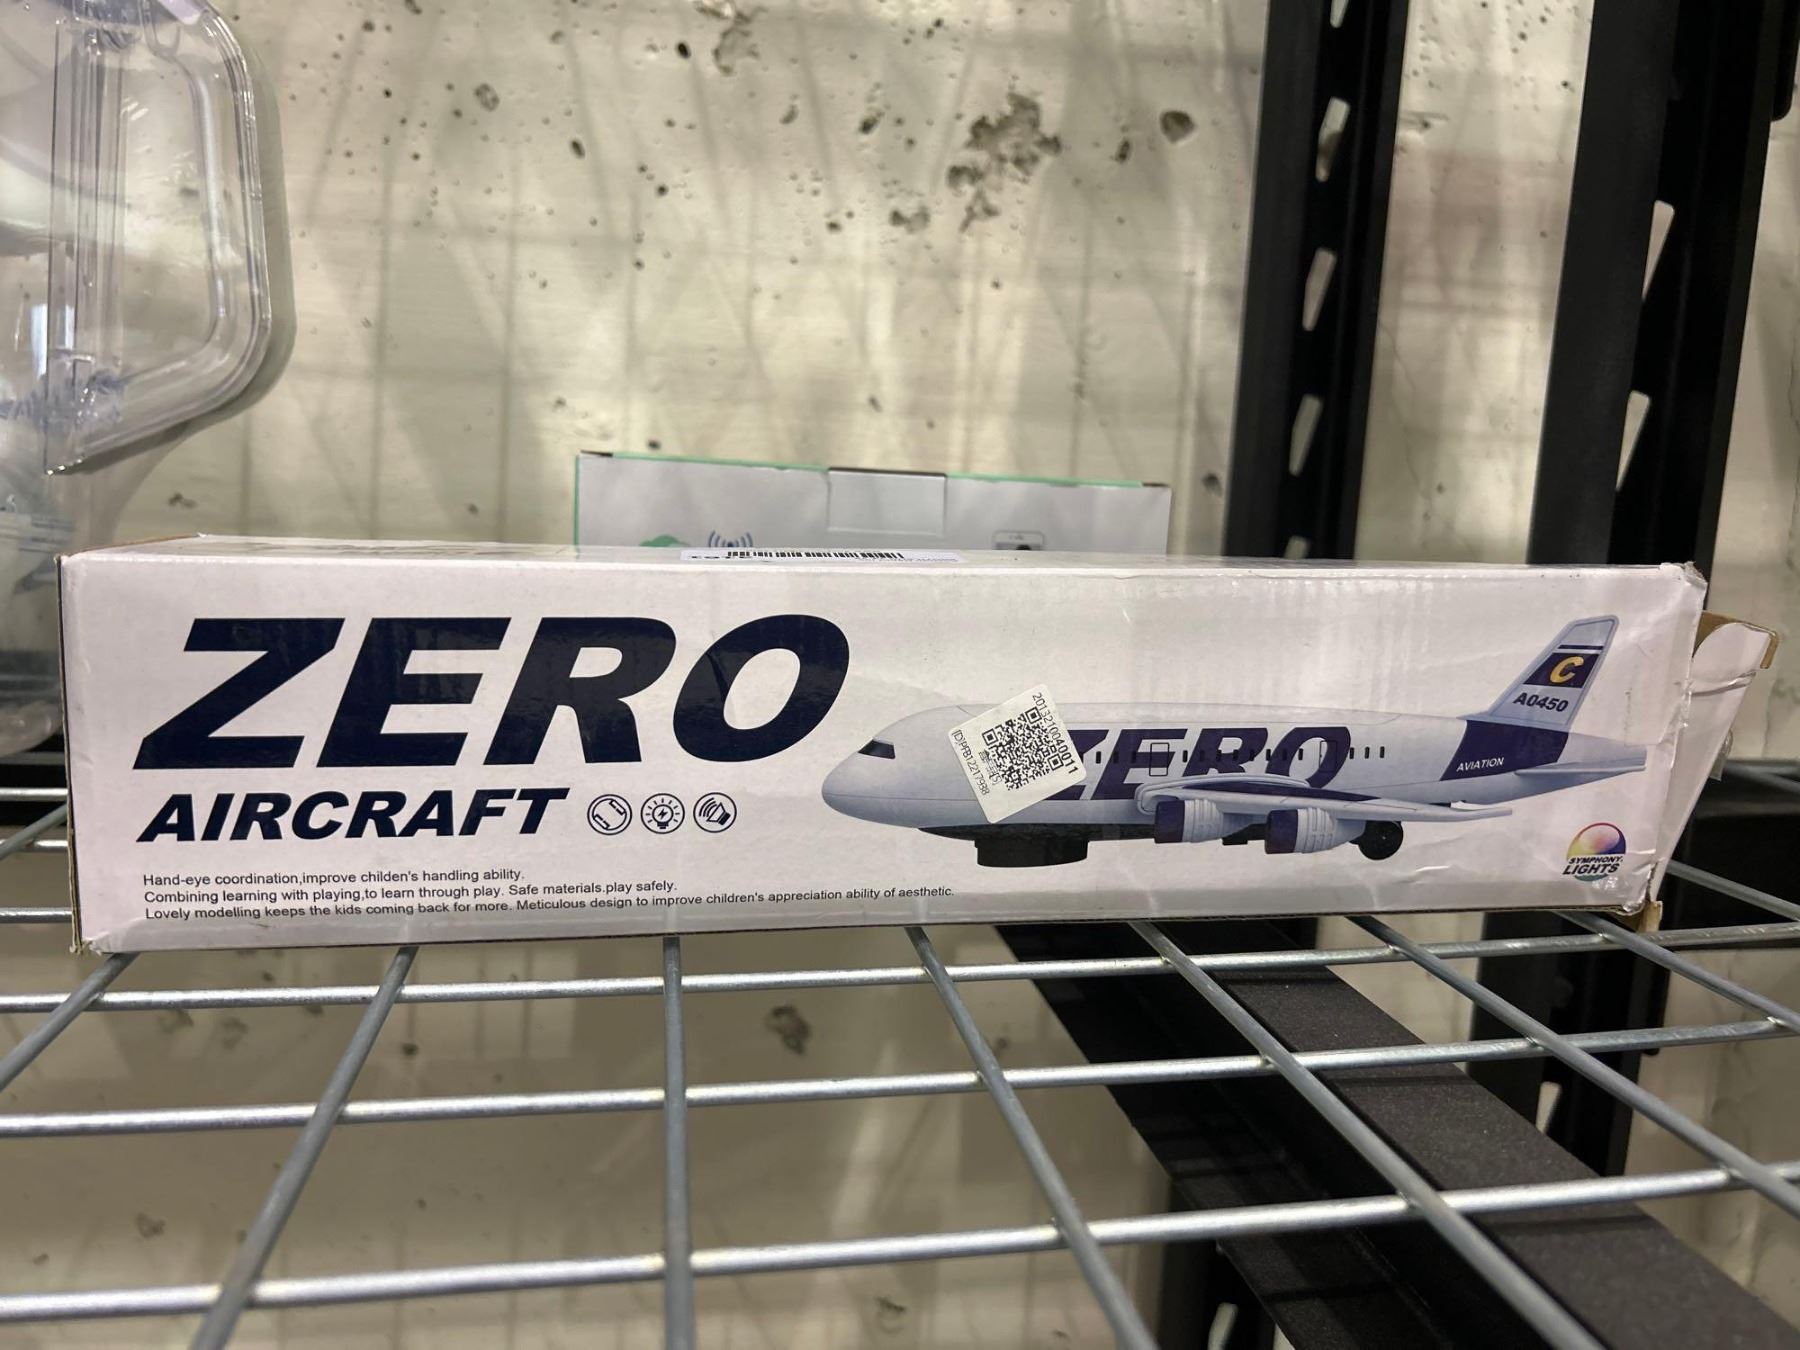 ZERO
AIRCRAFT
Hand-eye coordination,improve childen's handling ability.
Combining learning with playing,to learn through play. Safe materials.play safely.
Lovely modelling keeps the kids coming back for more. Meticulous design to improve children's appreciation ability of aesthetic.
ZERO
C
A0450
AVIATION
SYMPHONY
LIGHTS